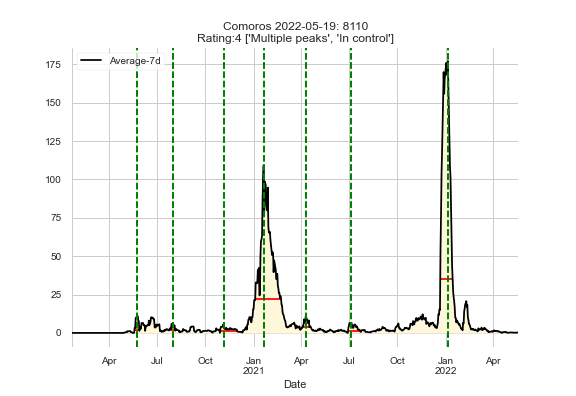 Comoros 2022-05-19: 8110
Rating:4 ['Multiple peaks', 'In control']
Average-7d
175
150
125
100
75
50
25
0
Apr Jul Oct Jan Apr Jul Oct Jan Apr
2021 2022
Date